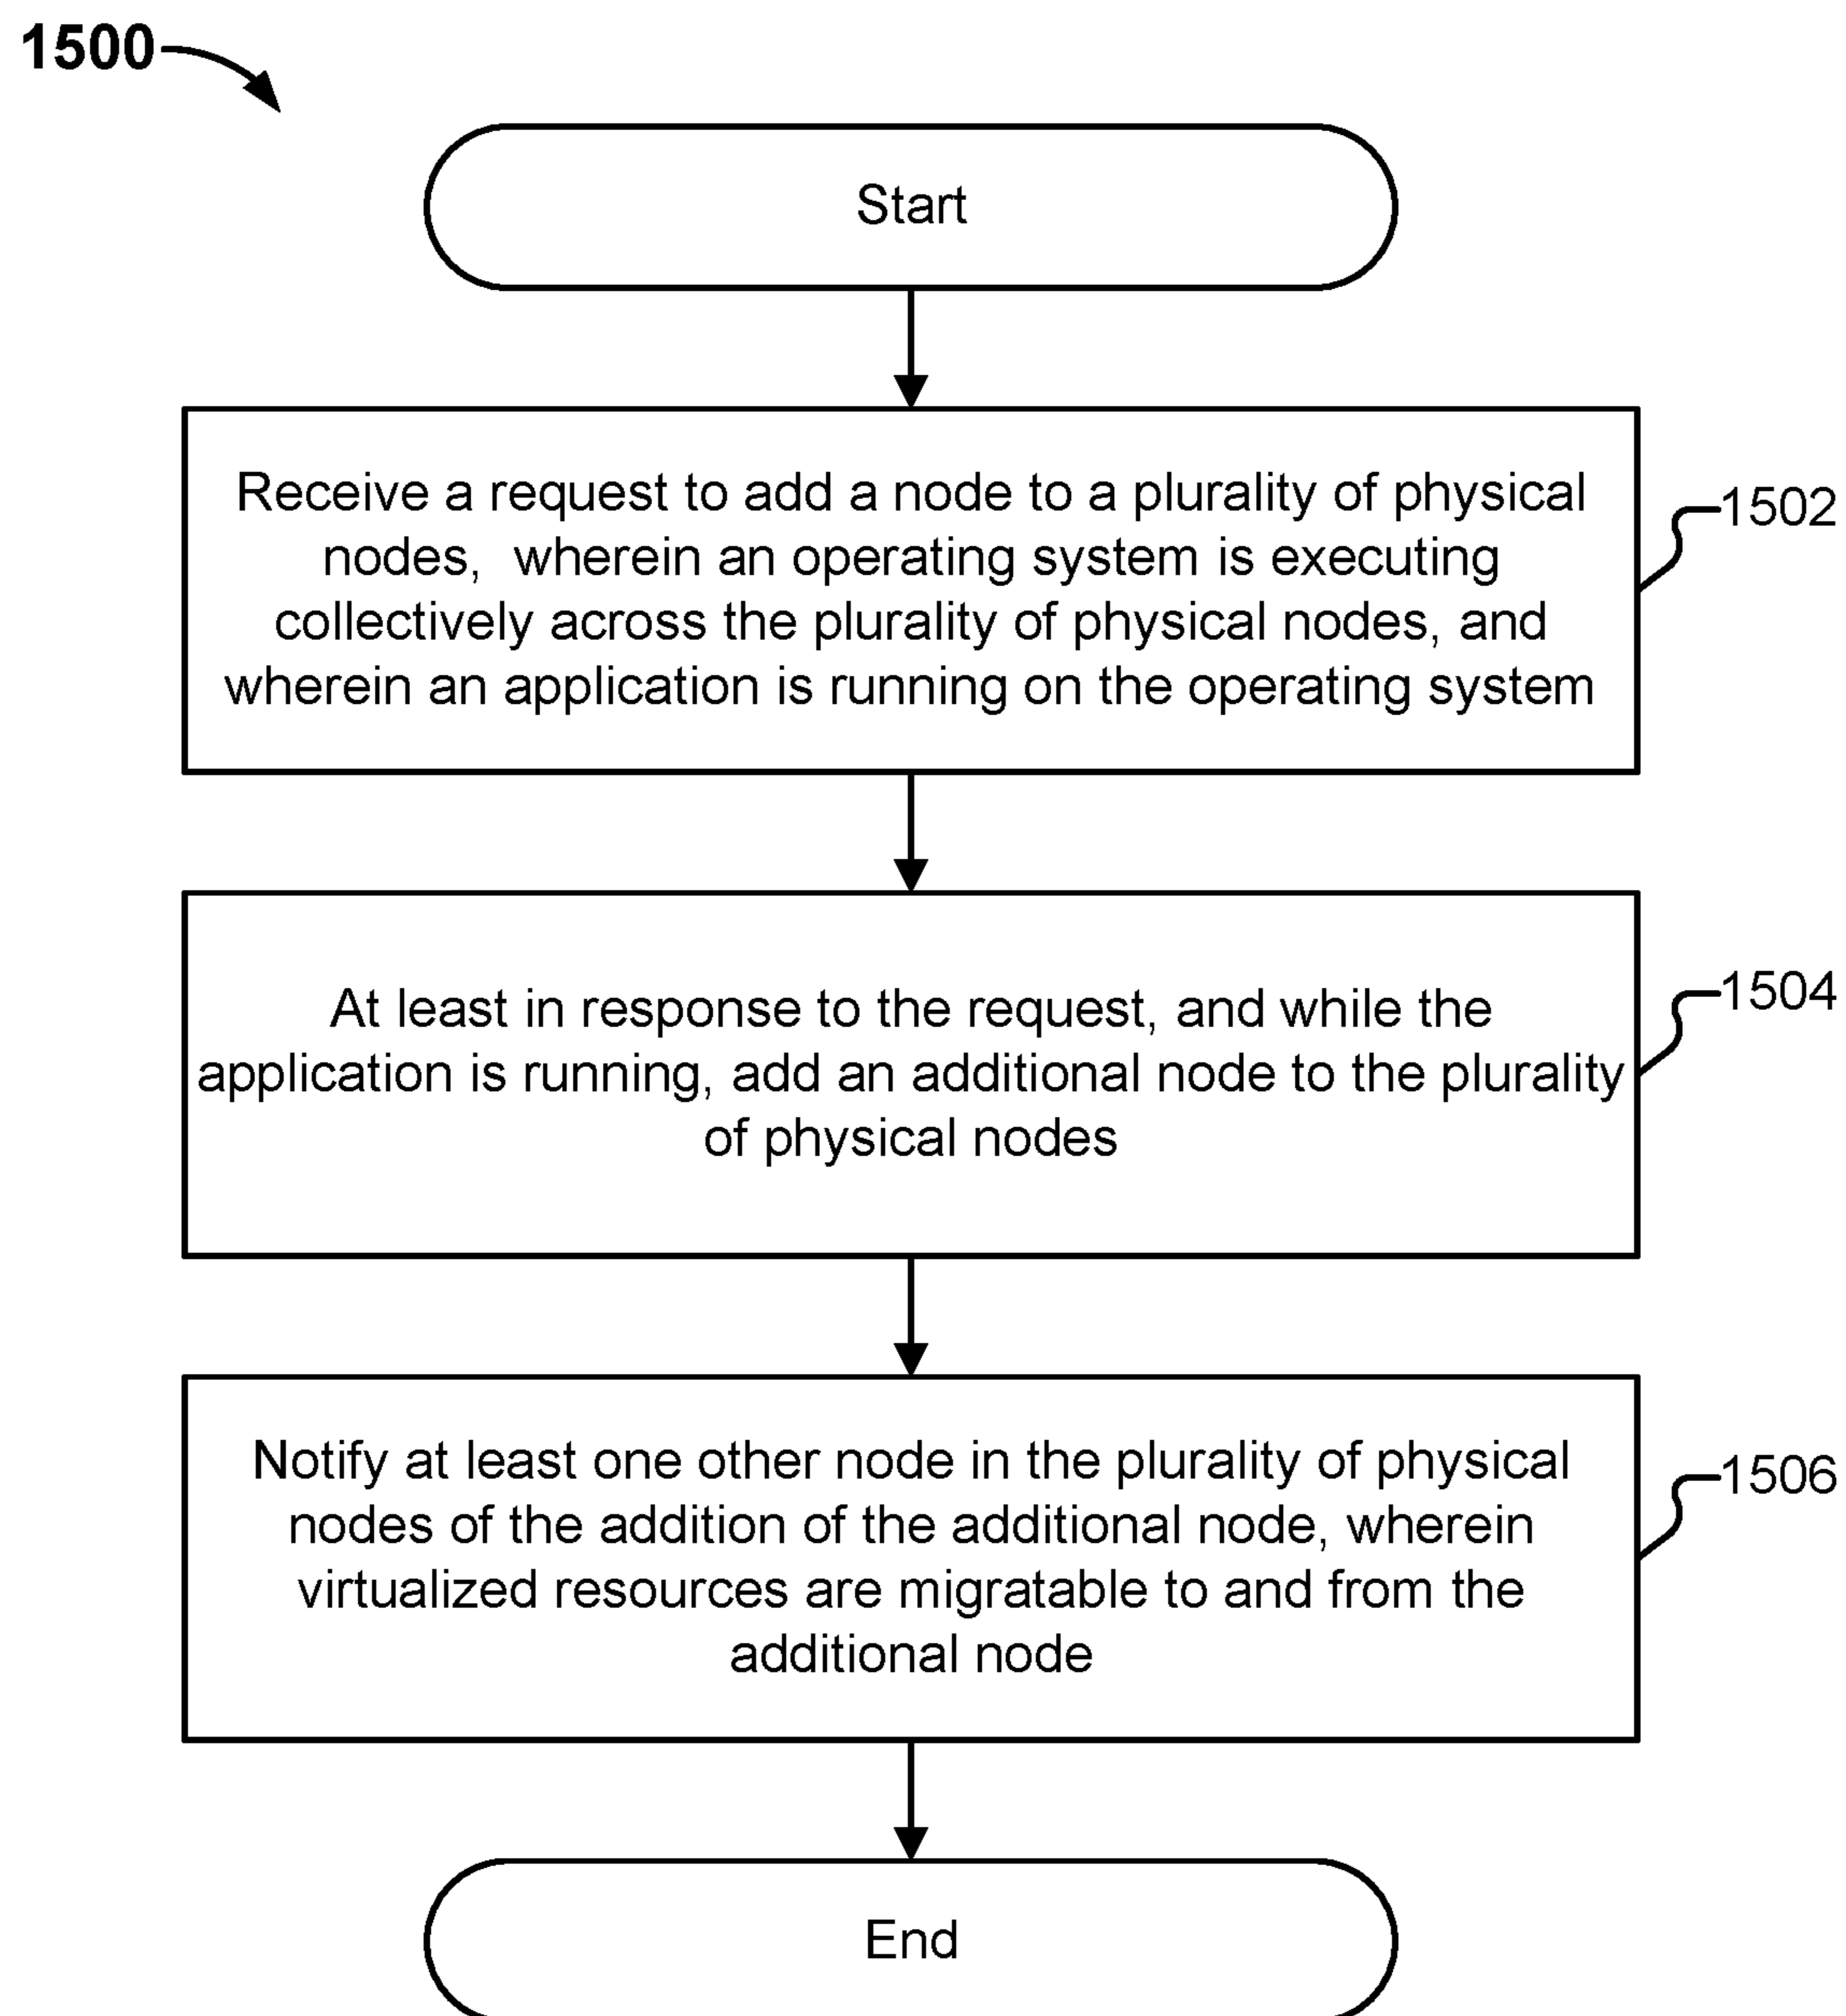 1500
Start
Receive a request to add a node to a plurality of physical
nodes,  wherein an operating system is executing
collectively across the plurality of physical nodes, and
wherein an application is running on the operating system
1502
At least in response to the request, and while the
application is running, add an additional node to the plurality
of physical nodes
1504
Notify at least one other node in the plurality of physical
nodes of the addition of the additional node, wherein
virtualized resources are migratable to and from the
additional node
1506
End